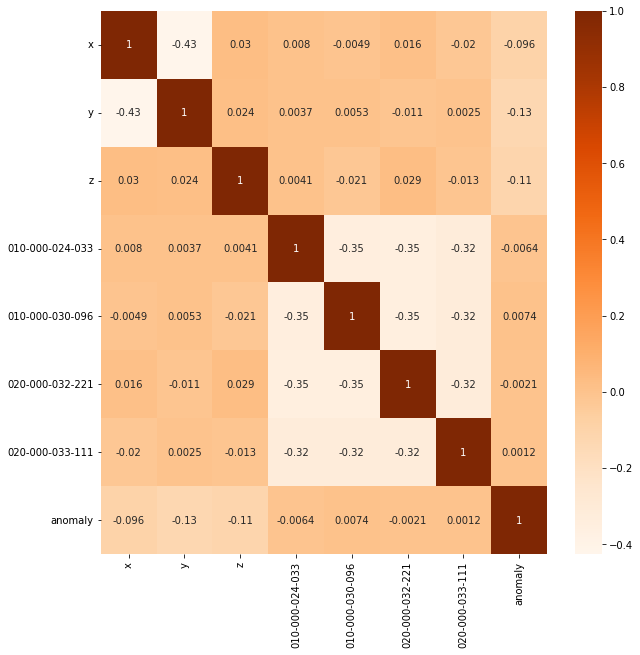 x 1 -0.43 0.03 0.008 -0.0049 0.016 -0.02 -0.096
y -0.43 1 0.024 0.0037 0.0053 -0.011 0.0025 -0.13
z 0.03 0.024 1 0.0041 -0.021 0.029 -0.013 -0.11
010-000-024-033 0.008 0.0037 0.0041 1 -0.35 -0.35 -0.32 -0.0064
010-000-030-096 -0.0049 0.0053 -0.021 -0.35 1 -0.35 -0.32 0.0074
020-000-032-221 0.016 -0.011 0.029 -0.35 -0.35 1 -0.32 -0.0021
020-000-033-111 -0.02 0.0025 -0.013 -0.32 -0.32 -0.32 1 0.0012
anomaly -0.096 -0.13 -0.11 -0.0064 0.0074 -0.0021 0.0012 1
x y z 010-000-024-033 010-000-030-096 020-000-032-221 020-000-033-111 anomaly
1.0
0.8
0.6
0.4
0.2
0.0
−0.2
−0.4